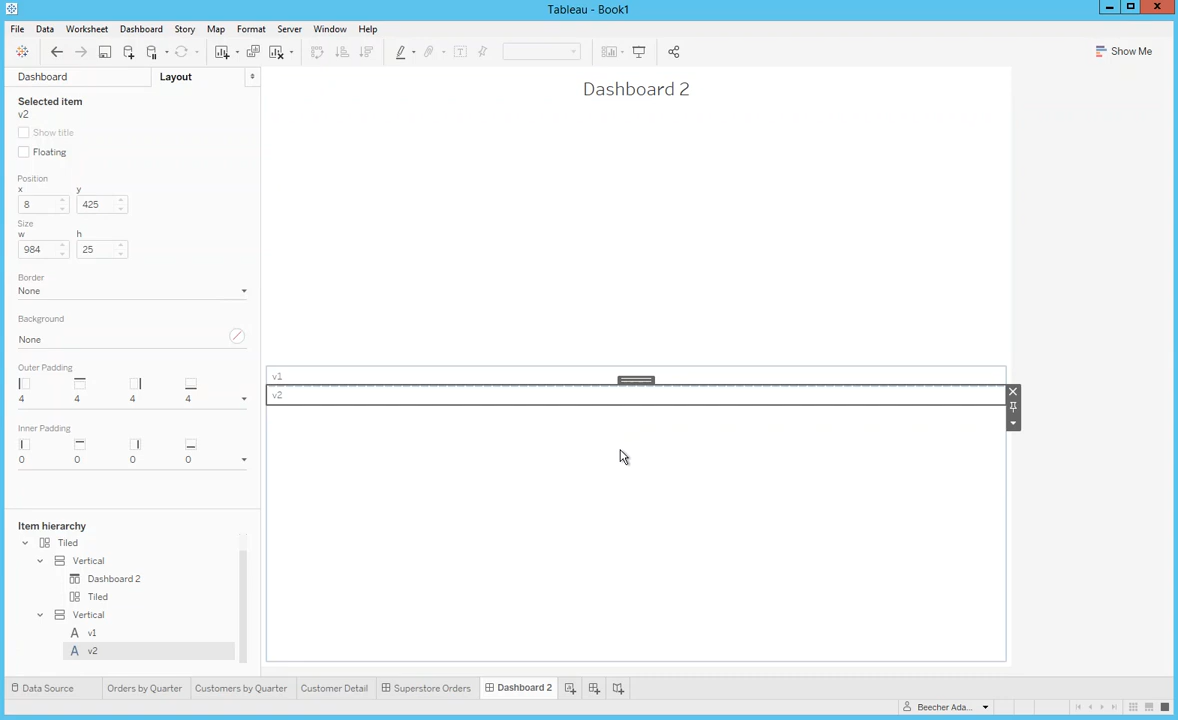 Tableau - Book1
File Data Worksheet Dashboard Story Map Format Server Window Help
Show Me
Dashboard Layout
Selected item
v2
Show title
Floating
Position
x y
8 425
Size
w h
984 25
Border
None
Background
None
Outer Padding
4 4 4 4
Inner Padding
0 0 0 0
Item hierarchy
Tiled
Vertical
Dashboard 2
Tiled
Vertical
A v1
A v2
Dashboard 2
v1
v2
Data Source Orders by Quarter Customers by Quarter Customer Detail Superstore Orders Dashboard 2
Beecher Ada...